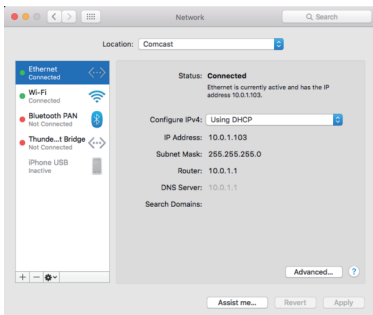 Network
Search
Location: Comcast
Ethernet
Connected
Wi-Fi
Connected
Bluetooth PAN
Not Connected
Thunde...t Bridge
Not Connected
iPhone USB
Inactive
Status: Connected
Ethernet is currently active and has the IP
address 10.0.1.103.
Configure IPv4: Using DHCP
IP Address: 10.0.1.103
Subnet Mask: 255.255.255.0
Router: 10.0.1.1
DNS Server: 10.0.1.1
Search Domains:
Advanced... ?
+ −
Assist me... Revert Apply